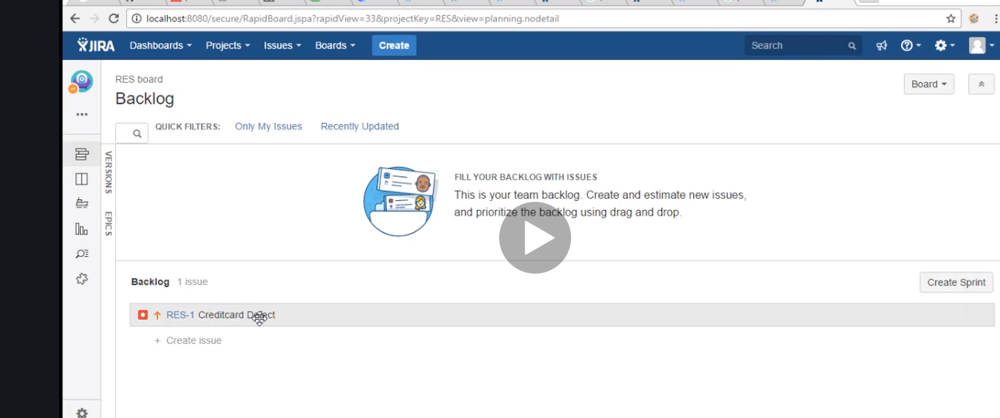 localhost:8080/secure/RapidBoard.jspa?rapidView=33&projectKey=RES&view=planning.nodetail
JIRA Dashboards Projects Issues Boards Create Search
RES board
Backlog
Board
QUICK FILTERS: Only My Issues Recently Updated
VERSIONS
EPICS
FILL YOUR BACKLOG WITH ISSUES
This is your team backlog. Create and estimate new issues,
and prioritize the backlog using drag and drop.
Backlog 1 issue
Create Sprint
RES-1 Creditcard Defect
+ Create issue